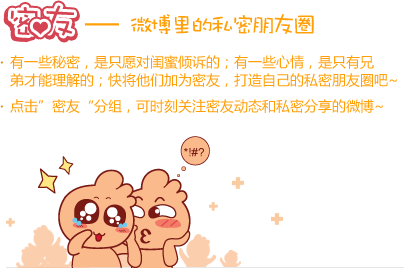 密友 —— 微博里的私密朋友圈
· 有一些秘密，是只愿对闺蜜倾诉的；有一些心情，是只有兄
弟才能理解的；快将他们加为密友，打造自己的私密朋友圈吧~
· 点击”密友“分组，可时刻关注密友动态和私密分享的微博~
*!#?